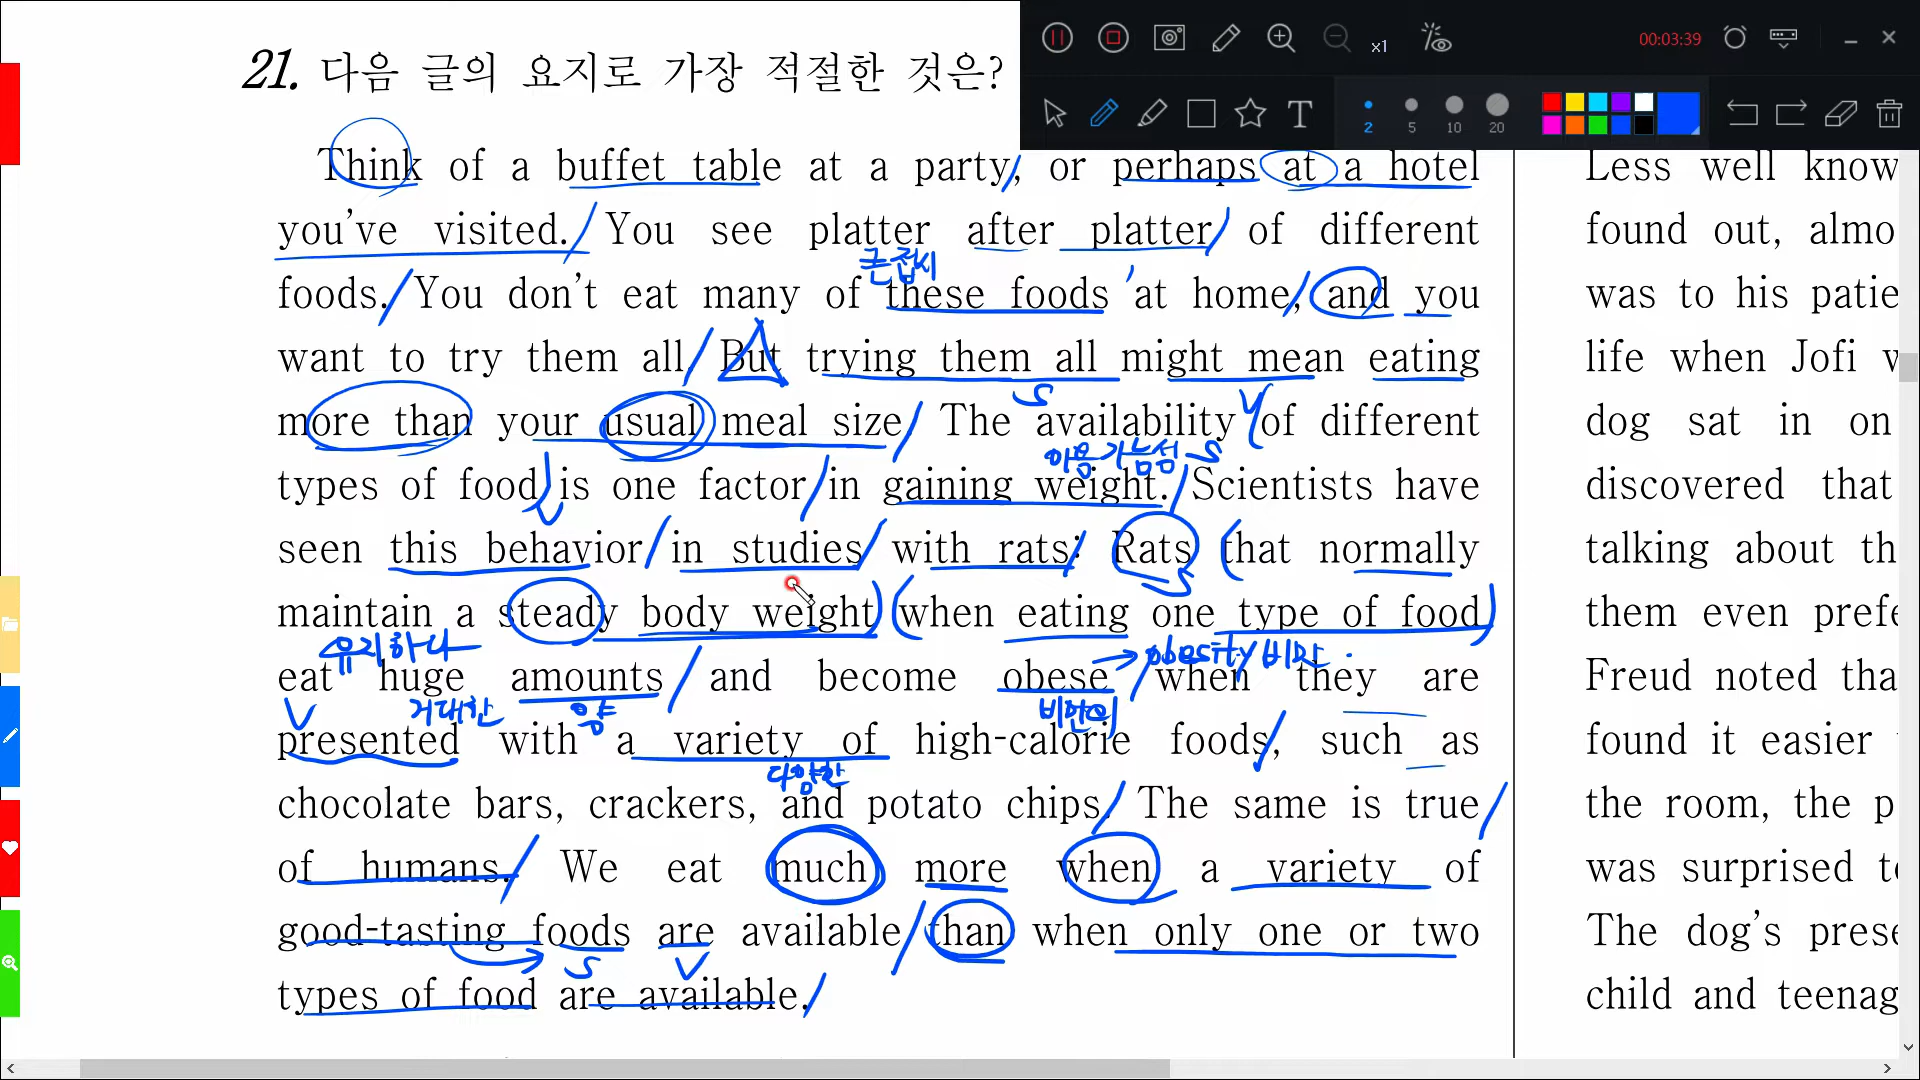 00:03:39
x1
2 5 10 20
21. 다음 글의 요지로 가장 적절한 것은?
Think of a buffet table at a party, or perhaps at a hotel
you've visited. You see platter after platter of different
큰접시
foods. You don't eat many of these foods at home, and you
want to try them all. But trying them all might mean eating
S V
more than your usual meal size. The availability of different
이용가능성 S
types of food is one factor in gaining weight. Scientists have
V
seen this behavior in studies with rats: Rats that normally
S
maintain a steady body weight when eating one type of food
유지하다 → obesity 비만.
eat huge amounts and become obese when they are
V 거대한 양 비만의
presented with a variety of high-calorie foods, such as
다양한
chocolate bars, crackers, and potato chips. The same is true
of humans. We eat much more when a variety of
good-tasting foods are available than when only one or two
S V
types of food are available.
Less well know
found out, almo
was to his patie
life when Jofi w
dog sat in on
discovered that
talking about th
them even prefe
Freud noted tha
found it easier
the room, the p
was surprised to
The dog's prese
child and teenag